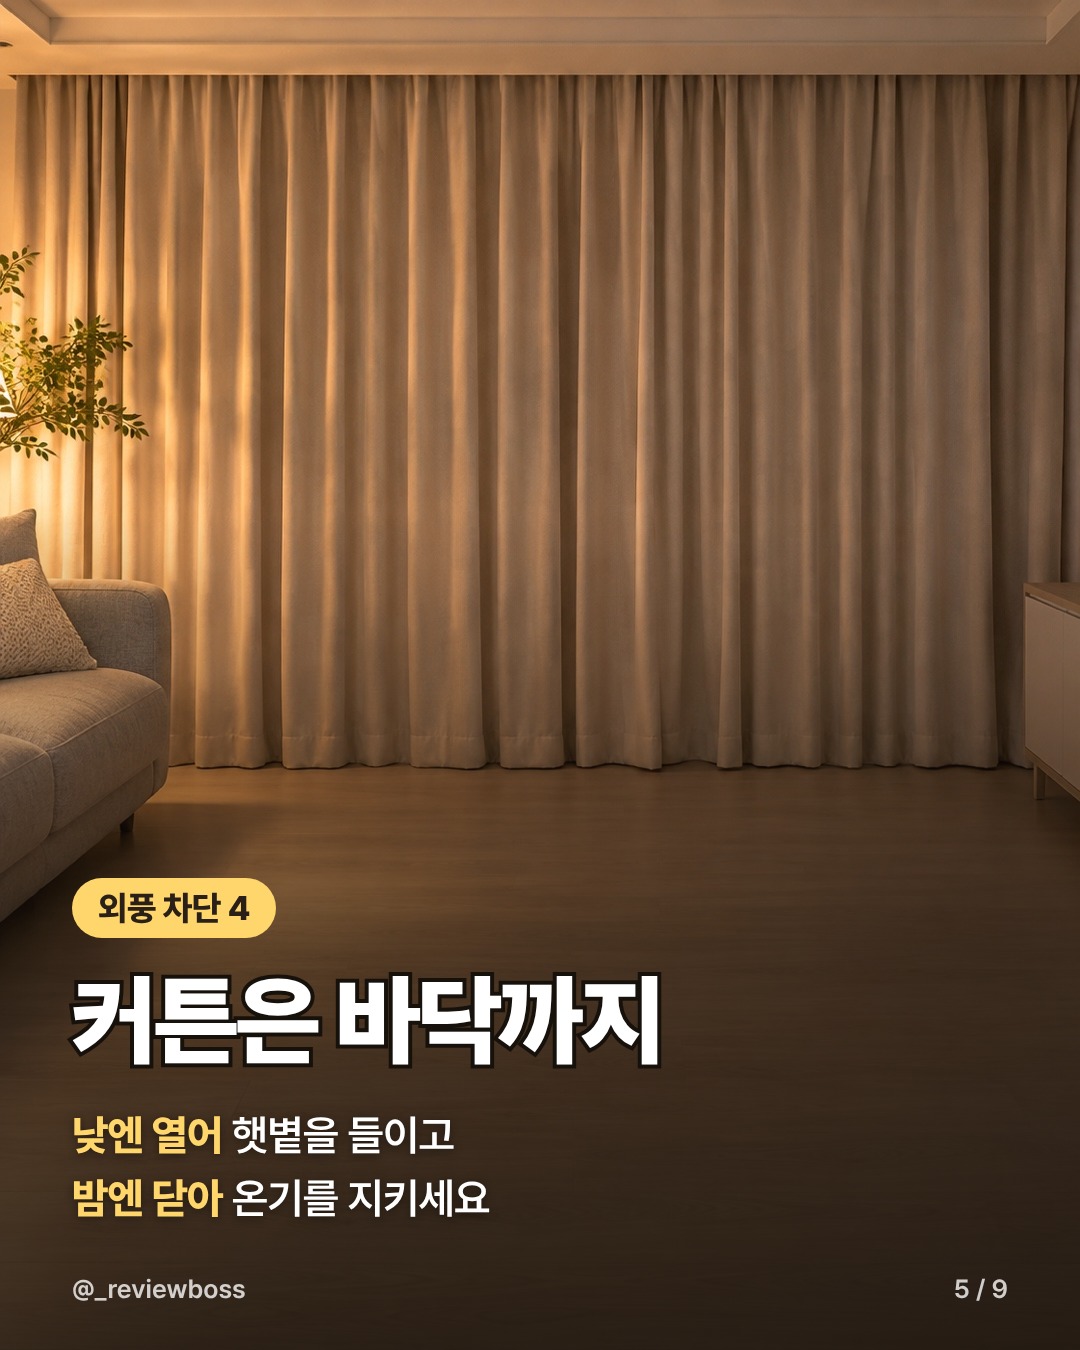 외풍 차단 4
커튼은 바닥까지
낮엔 열어 햇볕을 들이고
밤엔 닫아 온기를 지키세요
@_reviewboss
5 / 9